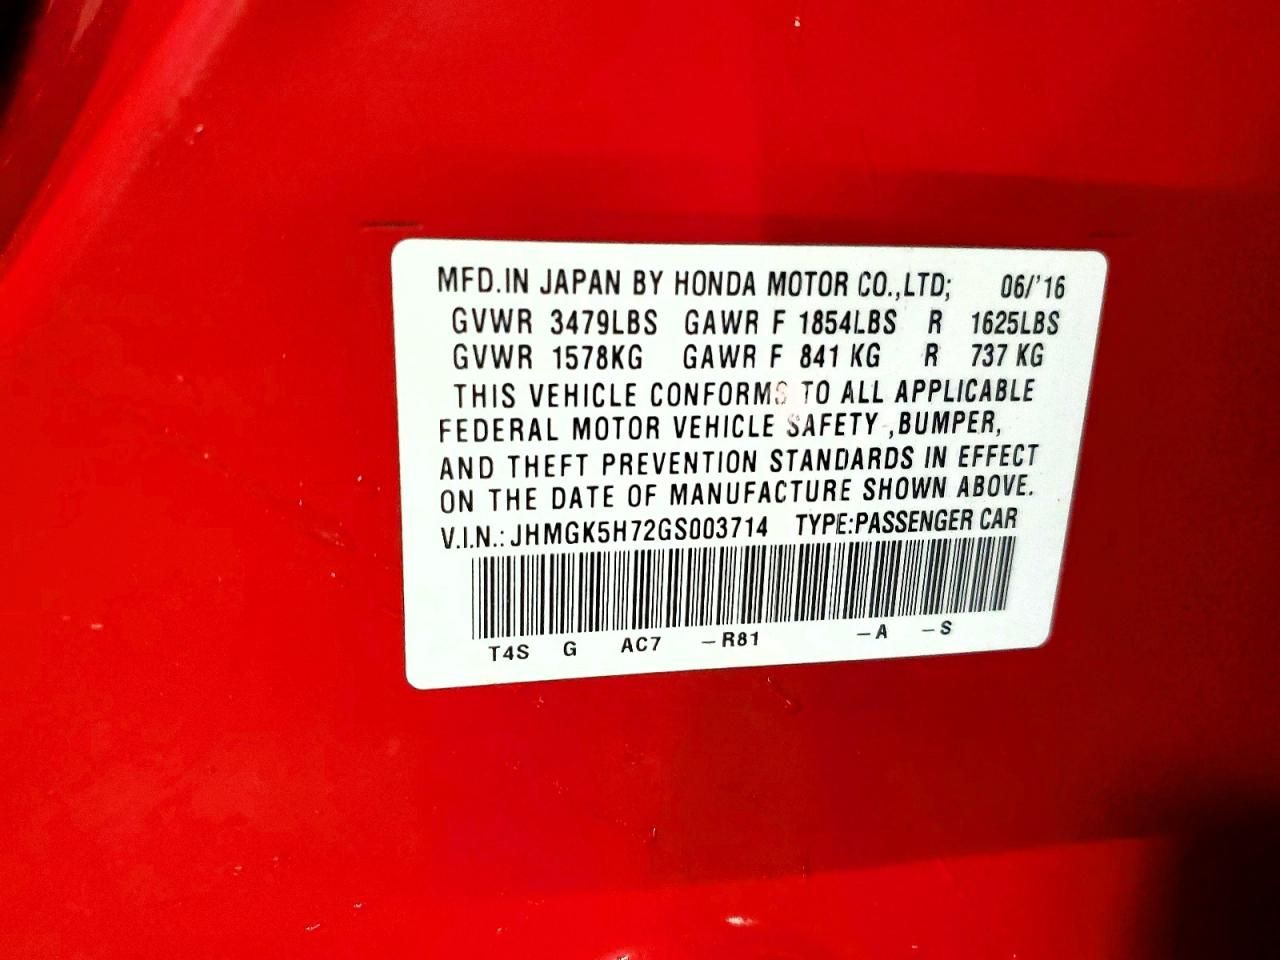 MFD.IN JAPAN BY HONDA MOTOR CO.,LTD; 06/'16
GVWR 3479LBS GAWR F 1854LBS R 1625LBS
GVWR 1578KG GAWR F 841 KG R 737 KG
THIS VEHICLE CONFORMS TO ALL APPLICABLE
FEDERAL MOTOR VEHICLE SAFETY ,BUMPER,
AND THEFT PREVENTION STANDARDS IN EFFECT
ON THE DATE OF MANUFACTURE SHOWN ABOVE.
V.I.N.: JHMGK5H72GS003714 TYPE:PASSENGER CAR
T4S G AC7 –R81 –A –S